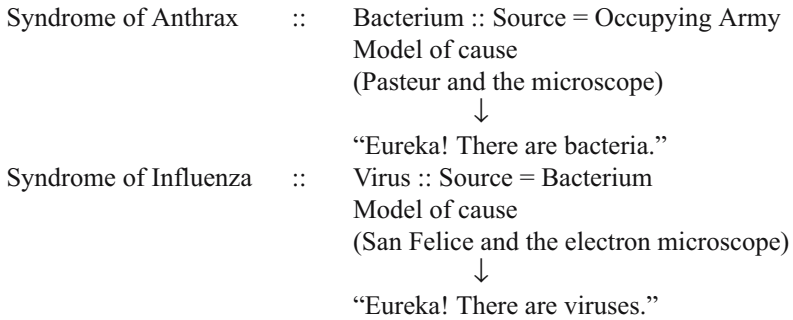 Syndrome of Anthrax :: Bacterium :: Source = Occupying Army
Model of cause
(Pasteur and the microscope)
↓
“Eureka! There are bacteria.”
Syndrome of Influenza :: Virus :: Source = Bacterium
Model of cause
(San Felice and the electron microscope)
↓
“Eureka! There are viruses.”